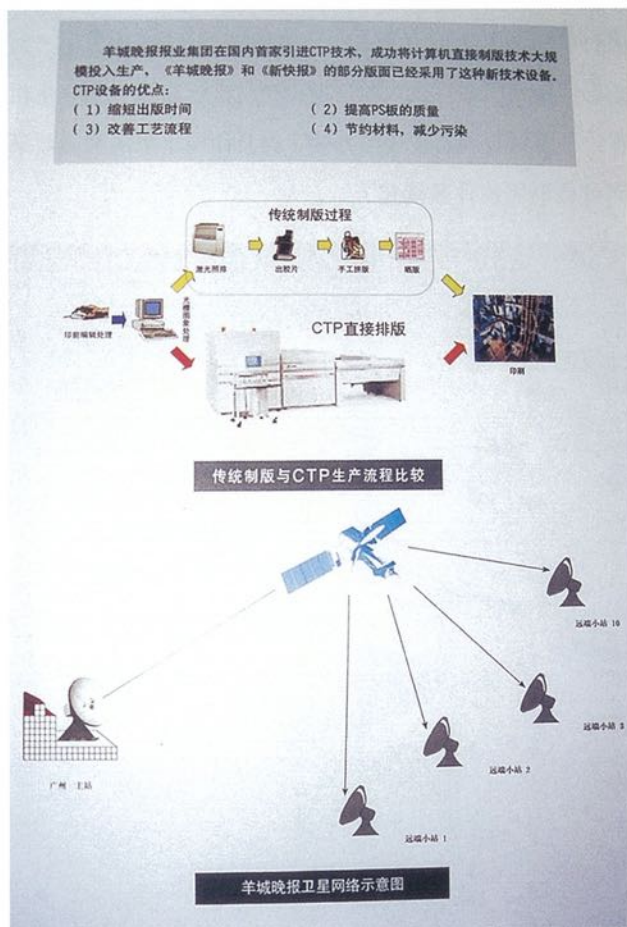 羊城晚报报业集团在国内首家引进CTP技术，成功将计算机直接制版技术大规
模投入生产、《羊城晚报》和《新快报》的部分版面已经采用了这种新技术设备。
CTP设备的优点：
（1）缩短出版时间 （2）提高PS板的质量
（3）改善工艺流程 （4）节约材料，减少污染
传统制版过程
激光照排 出胶片 手工拼版 晒版
印前编辑处理
光栅图象处理
CTP直接排版
印刷
传统制版与CTP生产流程比较
远端小站 10
远端小站 3
远端小站 2
广州 主站
远端小站 1
羊城晚报卫星网络示意图